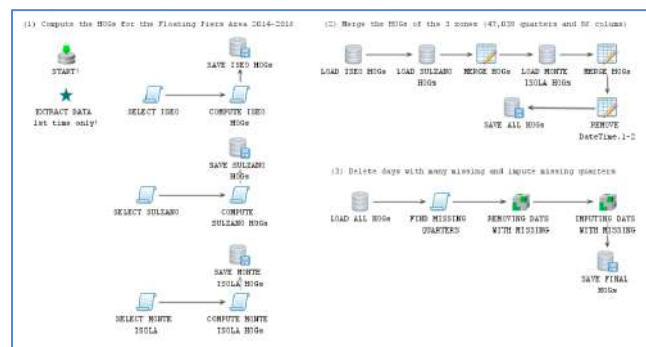 (1) Compute the HOGs for the Floating Piers Area 2014-2016
START!
EXTRACT DATA
1st time only!
SAVE ISEO HOGs
SELECT ISEO
COMPUTE ISEO
HOGs
SAVE SULZANO
HOGs
SELECT SULZANO
COMPUTE
SULZANO HOGs
SAVE MONTE
ISOLA HOGs
SELECT MONTE
ISOLA
COMPUTE MONTE
ISOLA HOGs
(2) Merge the HOGs of the 3 zones (47,039 quarters and
LOAD ISEO HOGs
LOAD SULZANO
HOGs
MERGE HOGs
LOAD MONTE
ISOLA HOGs
MERGE HOGs
SAVE ALL HOGs
REMOVE
DateTime.1-2
(3) Delete days with many missing and impute missing quarters
LOAD ALL HOGs
FIND MISSING
QUARTERS
REMOVING DAYS
WITH MISSING
IMPUTING DAYS
WITH MISSING
SAVE FINAL
HOGs